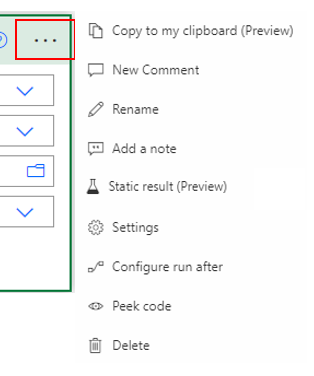 Copy to my clipboard (Preview)
New Comment
Rename
Add a note
Static result (Preview)
Settings
Configure run after
Peek code
Delete